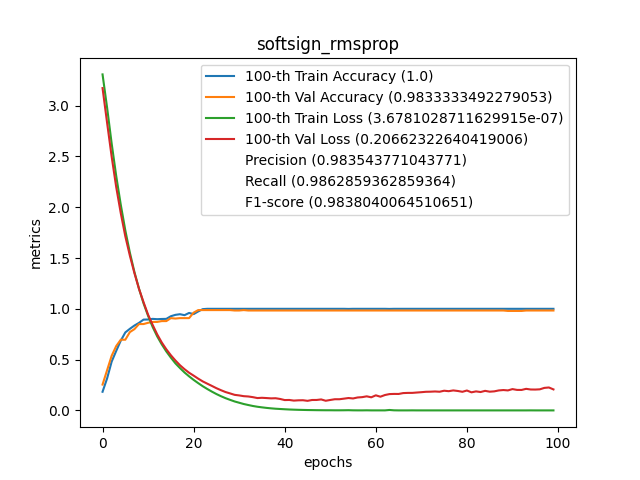 softsign_rmsprop
100-th Train Accuracy (1.0)
100-th Val Accuracy (0.9833333492279053)
100-th Train Loss (3.6781028711629915e-07)
100-th Val Loss (0.20662322640419006)
Precision (0.983543771043771)
Recall (0.9862859362859364)
F1-score (0.9838040064510651)
metrics
3.0
2.5
2.0
1.5
1.0
0.5
0.0
0 20 40 60 80 100
epochs